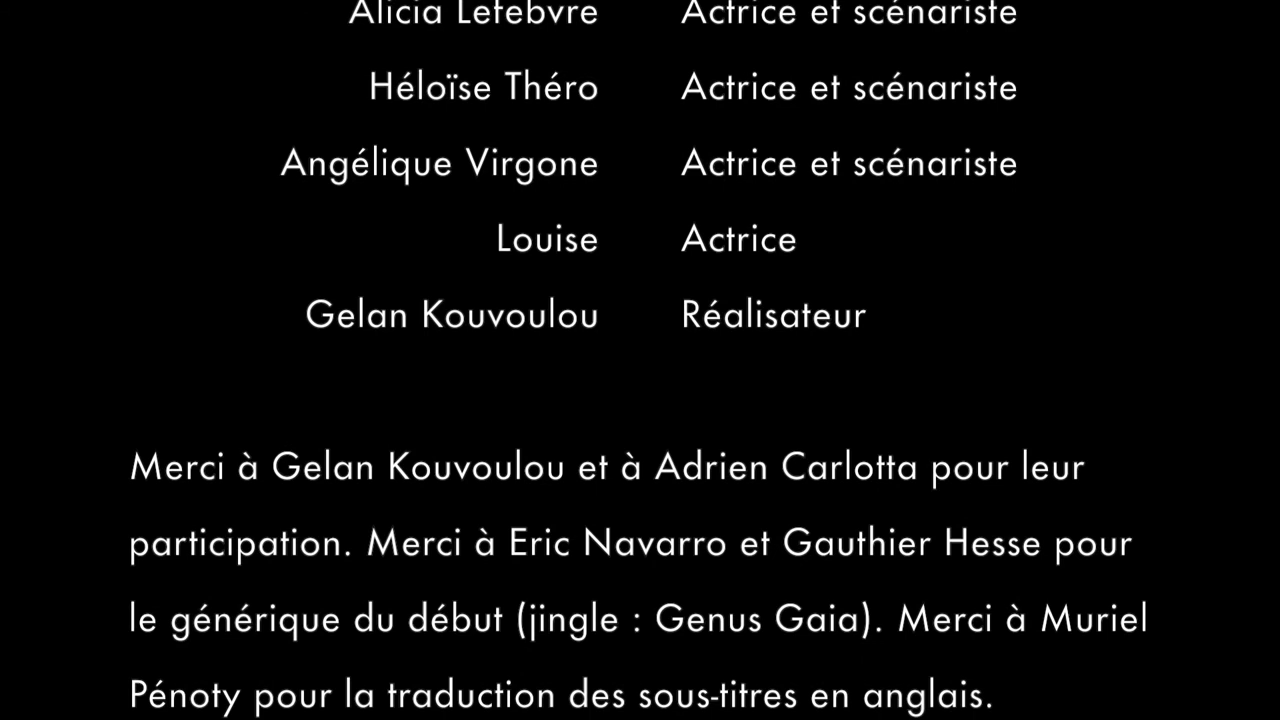 Alicia Lefebvre Actrice et scénariste
Héloïse Théro Actrice et scénariste
Angélique Virgone Actrice et scénariste
Louise Actrice
Gelan Kouvoulou Réalisateur
Merci à Gelan Kouvoulou et à Adrien Carlotta pour leur
participation. Merci à Eric Navarro et Gauthier Hesse pour
le générique du début (jingle : Genus Gaia). Merci à Muriel
Pénoty pour la traduction des sous-titres en anglais.